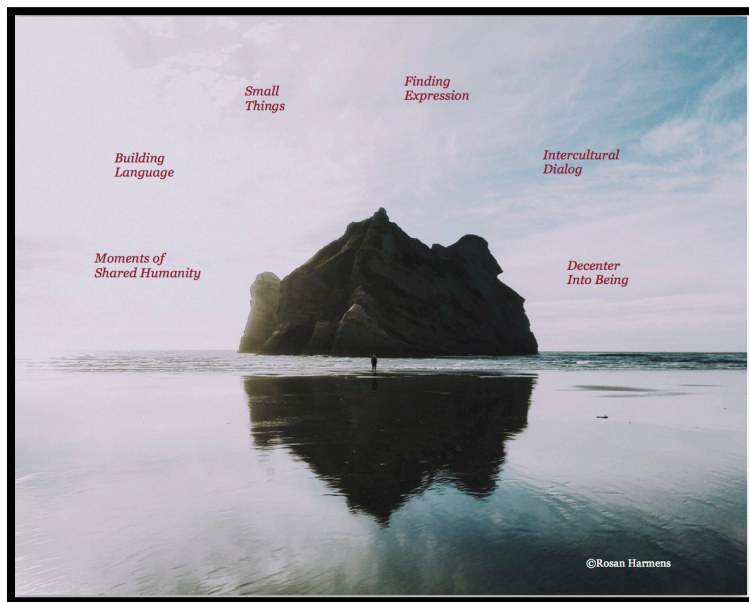 Small
Things
Finding
Expression
Building
Language
Intercultural
Dialog
Moments of
Shared Humanity
Decenter
Into Being
©Rosan Harmens